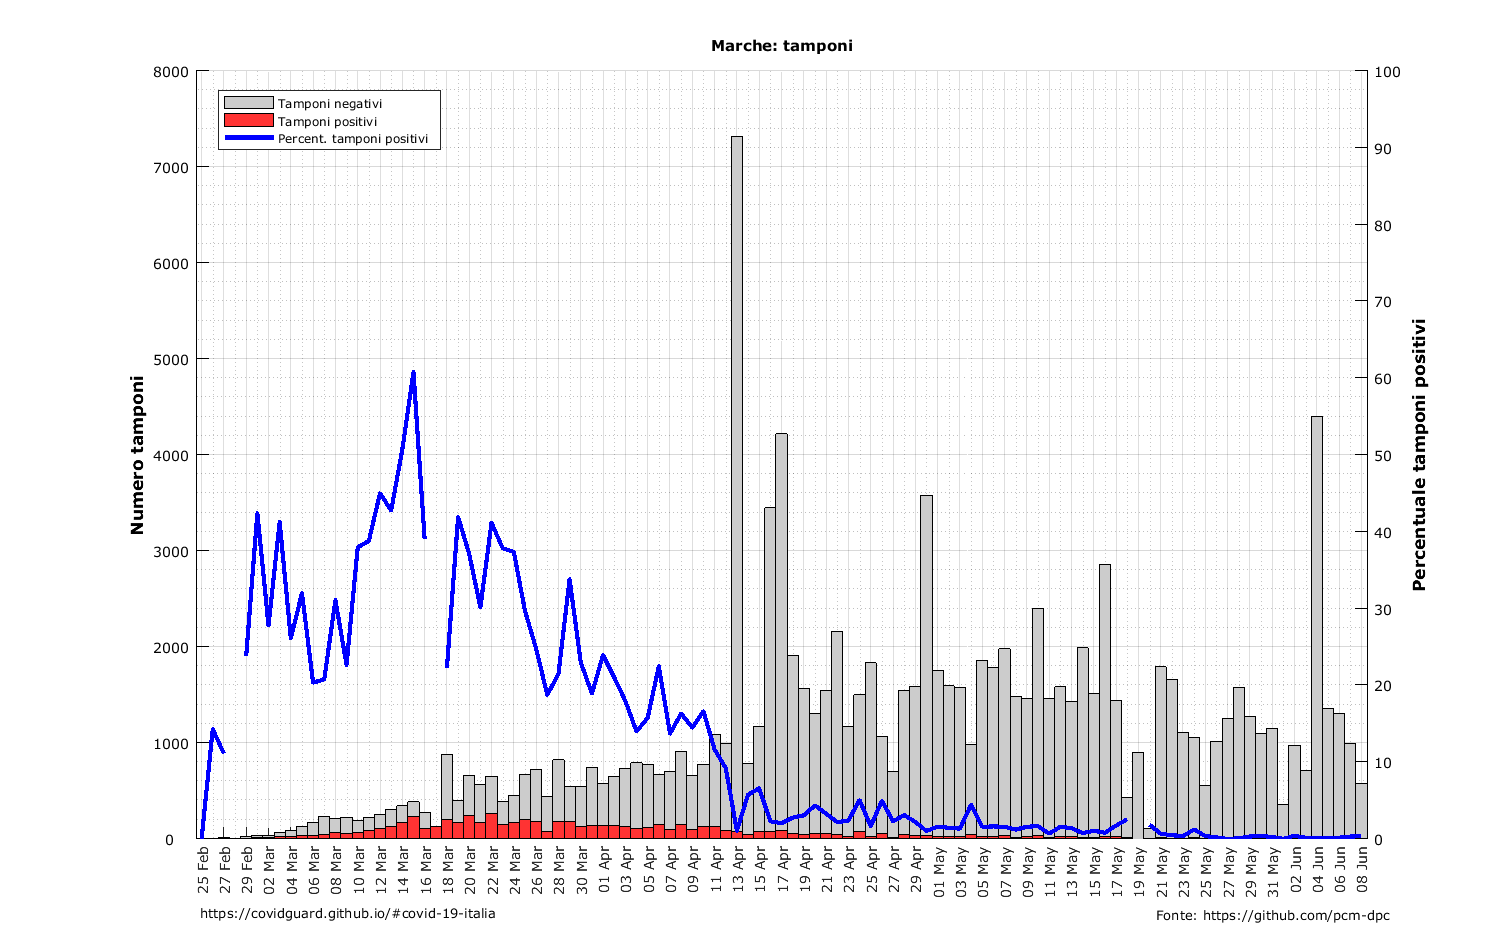 Marche: tamponi
Tamponi negativi
Tamponi positivi
Percent. tamponi positivi
Numero tamponi
8000
7000
6000
5000
4000
3000
2000
1000
0
Percentuale tamponi positivi
100
90
80
70
60
50
40
30
20
10
0
25 Feb
27 Feb
29 Feb
02 Mar
04 Mar
06 Mar
08 Mar
10 Mar
12 Mar
14 Mar
16 Mar
18 Mar
20 Mar
22 Mar
24 Mar
26 Mar
28 Mar
30 Mar
01 Apr
03 Apr
05 Apr
07 Apr
09 Apr
11 Apr
13 Apr
15 Apr
17 Apr
19 Apr
21 Apr
23 Apr
25 Apr
27 Apr
29 Apr
01 May
03 May
05 May
07 May
09 May
11 May
13 May
15 May
17 May
19 May
21 May
23 May
25 May
27 May
29 May
31 May
02 Jun
04 Jun
06 Jun
08 Jun
https://covidguard.github.io/#covid-19-italia
Fonte: https://github.com/pcm-dpc